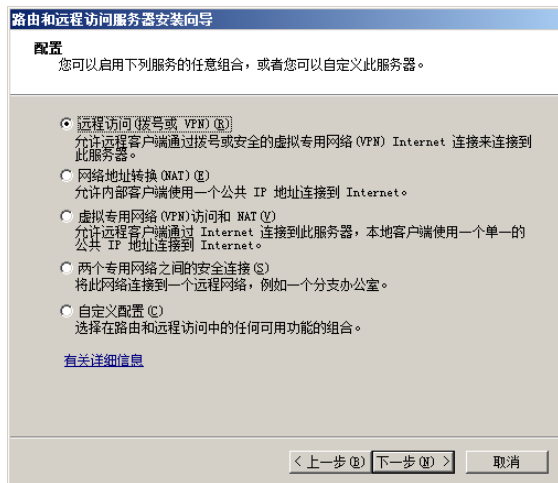 路由和远程访问服务器安装向导
配置
您可以启用下列服务的任意组合，或者您可以自定义此服务器。
远程访问(拨号或 VPN)(R)
允许远程客户端通过拨号或安全的虚拟专用网络(VPN) Internet 连接来连接到
此服务器。
网络地址转换(NAT)(E)
允许内部客户端使用一个公共 IP 地址连接到 Internet。
虚拟专用网络(VPN)访问和 NAT(V)
允许远程客户端通过 Internet 连接到此服务器，本地客户端使用一个单一的
公共 IP 地址连接到 Internet。
两个专用网络之间的安全连接(S)
将此网络连接到一个远程网络，例如一个分支办公室。
自定义配置(C)
选择在路由和远程访问中的任何可用功能的组合。
有关详细信息
< 上一步(B) 下一步(N) > 取消